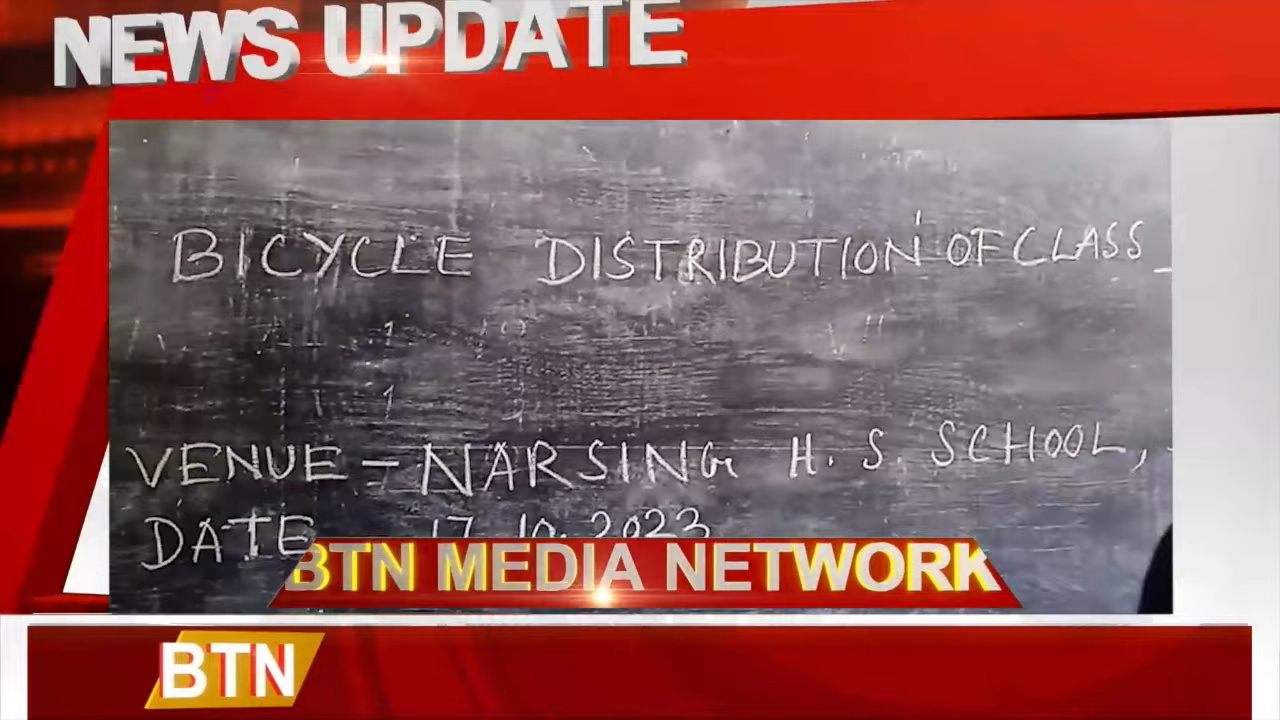 NEWS UPDATE
BICYCLE DISTRIBUTION OF CLASS
VENUE - NARSING H. S. SCHOOL,
DATE 17.10.2023
BTN MEDIA NETWORK
BTN